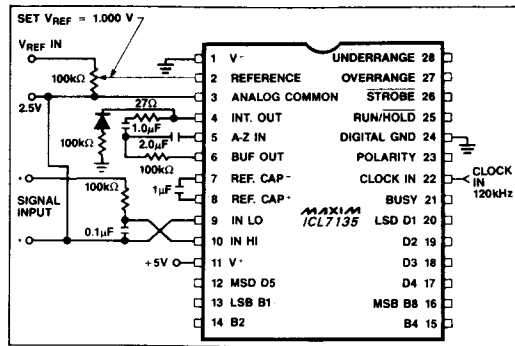 SET VREF = 1.000 V
VREF IN
100kΩ
2.5V
27Ω
1.0µF
2.0µF
100kΩ
100kΩ
100kΩ
1µF
SIGNAL
INPUT
0.1µF
+5V
1 V-
2 REFERENCE
3 ANALOG COMMON
4 INT. OUT
5 A-Z IN
6 BUF OUT
7 REF. CAP-
8 REF. CAP+
9 IN LO
10 IN HI
11 V+
12 MSD D5
13 LSB B1
14 B2
MAXIM
ICL7135
UNDERRANGE 28
OVERRANGE 27
STROBE 26
RUN/HOLD 25
DIGITAL GND 24
POLARITY 23
CLOCK IN 22
BUSY 21
LSD D1 20
D2 19
D3 18
D4 17
MSB B8 16
B4 15
CLOCK
IN
120kHz